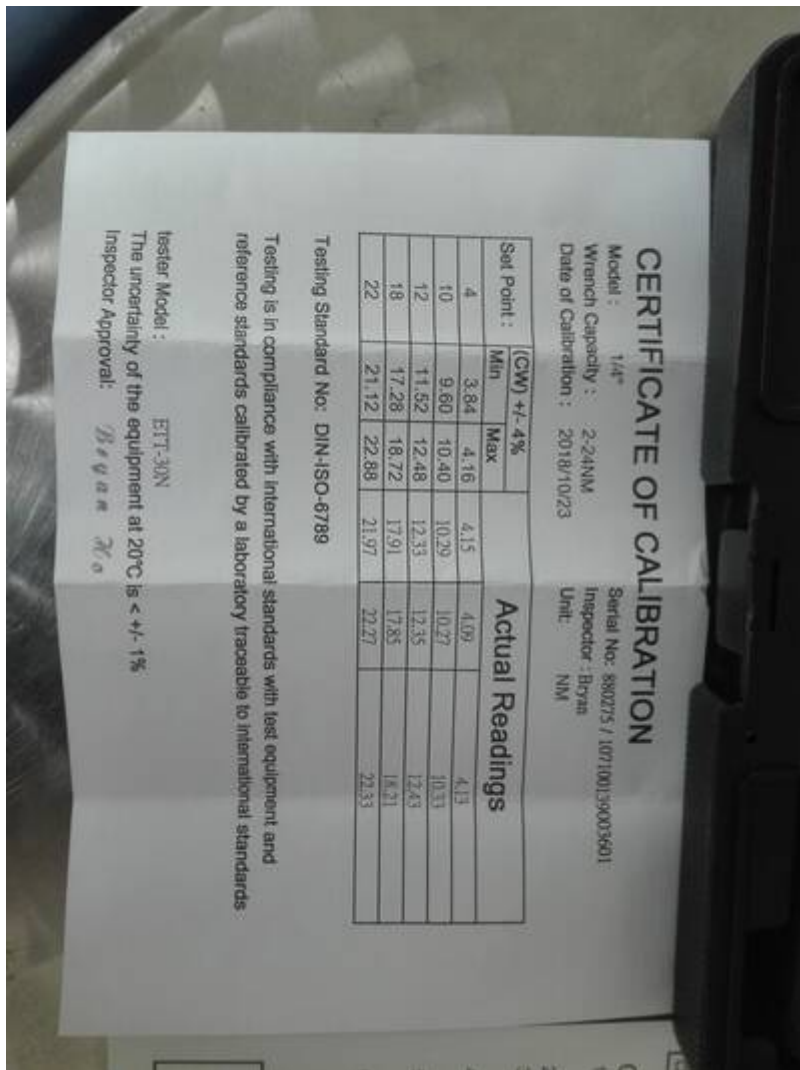 CERTIFICATE OF CALIBRATION
Model : 1/4" Serial No: 880275 / 107100139003601
Wrench Capacity : 2-24NM Inspector : Bryan
Date of Calibration : 2018/10/23 Unit: NM
Set Point : (CW) +/- 4% Actual Readings
Min Max
4 3.84 4.16 4.15 4.09 4.13
10 9.60 10.40 10.29 10.27 10.33
12 11.52 12.48 12.33 12.35 12.43
18 17.28 18.72 17.91 17.85 18.21
22 21.12 22.88 21.97 22.27 22.33
Testing Standard No: DIN-ISO-6789
Testing is in compliance with international standards with test equipment and
reference standards calibrated by a laboratory traceable to international standards
tester Model : ETT-30N
The uncertainty of the equipment at 20°C is < +/- 1%
Inspector Approval: Bryan Ho